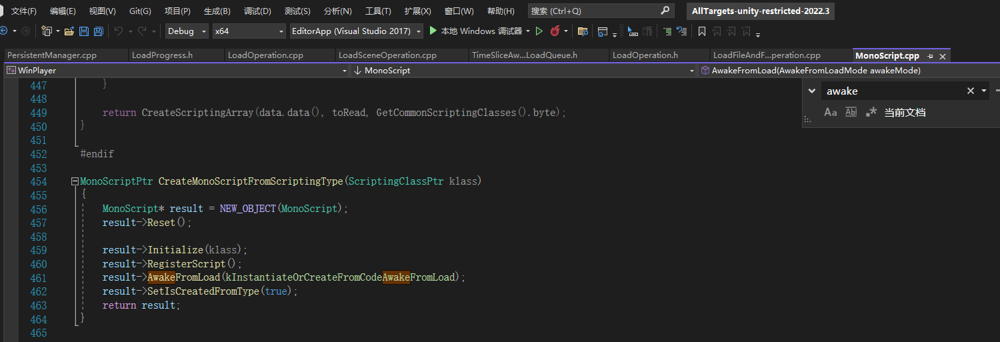 文件(F) 编辑(E) 视图(V) Git(G) 项目(P) 生成(B) 调试(D) 测试(S) 分析(N) 工具(T) 扩展(X) 窗口(W) 帮助(H) 搜索 (Ctrl+Q) AllTargets-unity-restricted-2022.3
Debug x64 EditorApp (Visual Studio 2017) 本地 Windows 调试器
PersistentManager.cpp LoadProgress.h LoadOperation.cpp LoadSceneOperation.cpp TimeSliceAw...LoadQueue.h LoadOperation.h LoadFileAndF...peration.cpp MonoScript.cpp
WinPlayer MonoScript AwakeFromLoad(AwakeFromLoadMode awakeMode)
awake
Aa Abl .* 当前文档
447 }
448
449 return CreateScriptingArray(data.data(), toRead, GetCommonScriptingClasses().byte);
450 }
451
452 #endif
453
454 MonoScriptPtr CreateMonoScriptFromScriptingType(ScriptingClassPtr klass)
455 {
456 MonoScript* result = NEW_OBJECT(MonoScript);
457 result->Reset();
458
459 result->Initialize(klass);
460 result->RegisterScript();
461 result->AwakeFromLoad(kInstantiateOrCreateFromCodeAwakeFromLoad);
462 result->SetIsCreatedFromType(true);
463 return result;
464 }
465